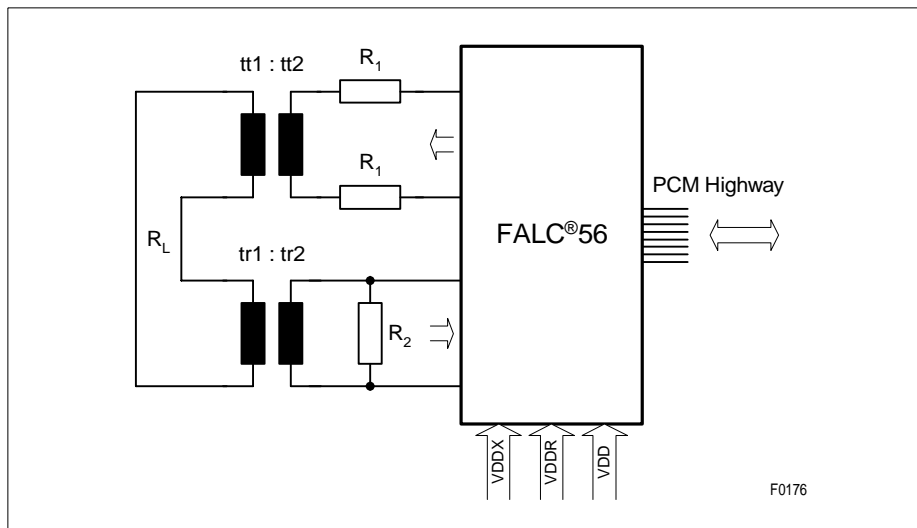 tt1 : tt2
R1
R1
PCM Highway
FALC®56
RL
tr1 : tr2
R2
VDDX
VDDR
VDD
F0176